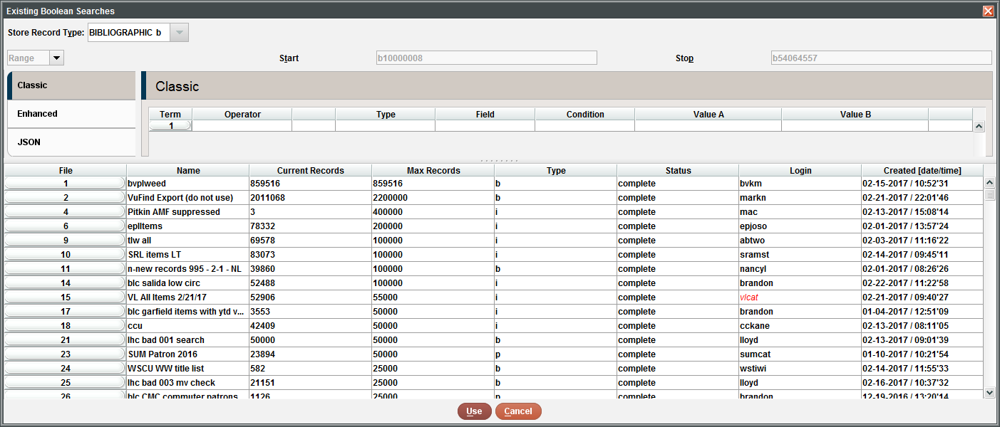 Existing Boolean Searches
Store Record Type: BIBLIOGRAPHIC b
Range Start b10000008 Stop b54064557
Classic
Enhanced
JSON
Classic
Term Operator Type Field Condition Value A Value B
1
File Name Current Records Max Records Type Status Login Created [date/time]
1 bvplweed 859516 859516 b complete bvkm 02-15-2017 / 10:52'31
2 VuFind Export (do not use) 2011068 2200000 b complete markn 02-21-2017 / 22:01'46
4 Pitkin AMF suppressed 3 400000 i complete mac 02-13-2017 / 15:08'14
6 eplItems 78332 200000 i complete epjoso 02-01-2017 / 13:57'24
9 tlw all 69578 100000 i complete abtwo 02-03-2017 / 11:16'22
10 SRL items LT 83073 100000 i complete sramst 02-14-2017 / 09:45'11
11 n-new records 995 - 2-1 - NL 39860 100000 b complete nancyl 02-01-2017 / 08:26'26
14 blc salida low circ 52488 100000 i complete brandon 02-22-2017 / 11:22'58
15 VL All Items 2/21/17 52906 55000 i complete vlcat 02-21-2017 / 09:40'27
17 blc garfield items with ytd v... 3553 50000 i complete brandon 01-04-2017 / 12:51'09
18 ccu 42409 50000 i complete cckane 02-13-2017 / 08:11'05
21 lhc bad 001 search 50000 50000 b complete lloyd 02-13-2017 / 09:01'39
23 SUM Patron 2016 23894 50000 p complete sumcat 01-10-2017 / 10:21'54
24 WSCU WW title list 582 25000 b complete wstiwi 02-14-2017 / 11:55'33
25 lhc bad 003 mv check 21151 25000 b complete lloyd 02-16-2017 / 10:37'32
26 blc CMC commuter patrons 1126 25000 p complete brandon 12-19-2016 / 13:20'14
Use Cancel